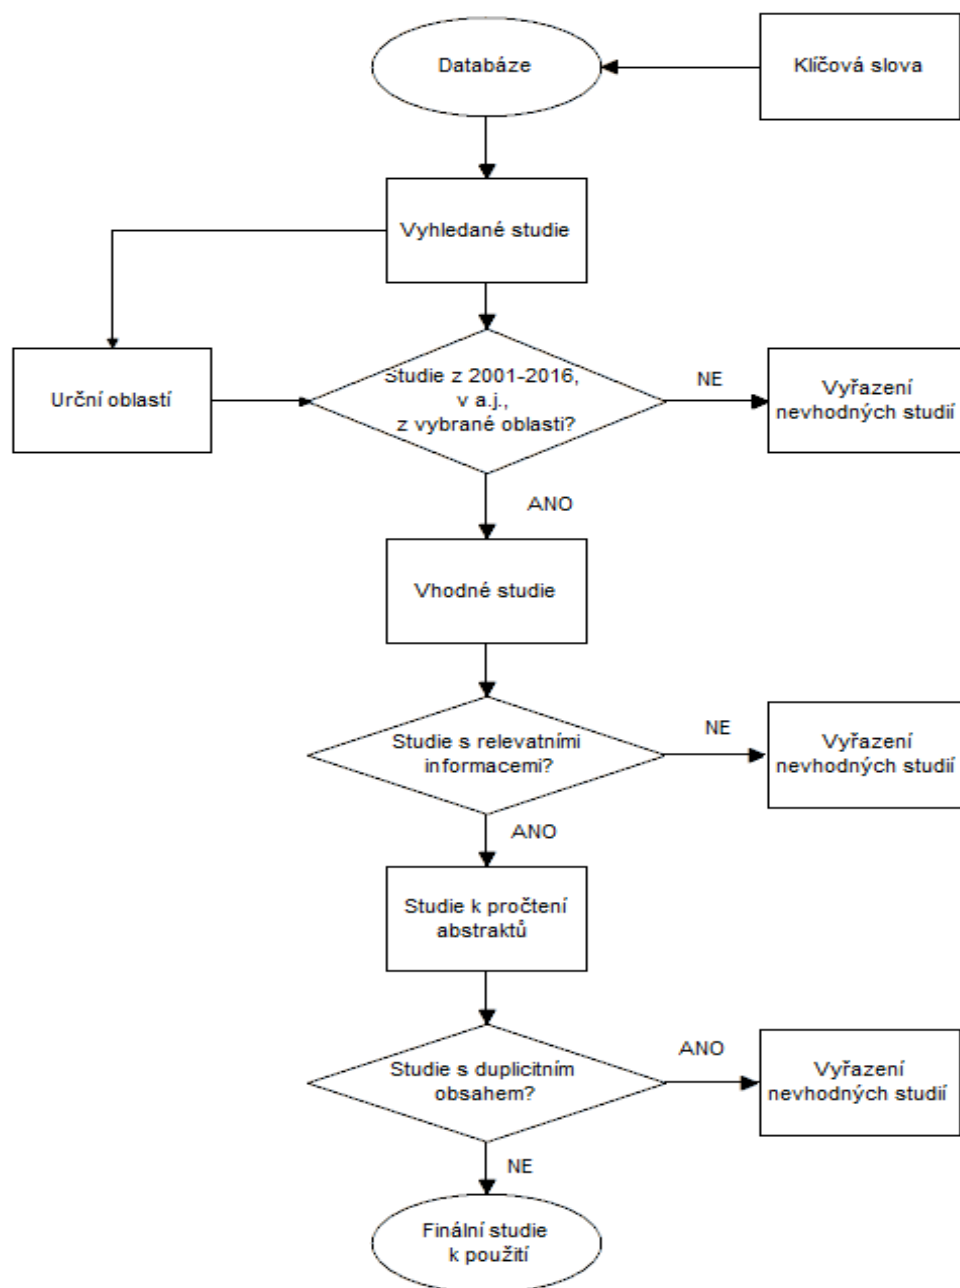 Databáze
Klíčová slova
Vyhledané studie
Urční oblastí
Studie z 2001-2016,
v a.j.,
z vybrané oblasti?
NE
Vyřazení
nevhodných studií
ANO
Vhodné studie
Studie s relevatními
informacemi?
NE
Vyřazení
nevhodných studií
ANO
Studie k pročtení
abstraktů
Studie s duplicitním
obsahem?
ANO
Vyřazení
nevhodných studií
NE
Finální studie
k použití